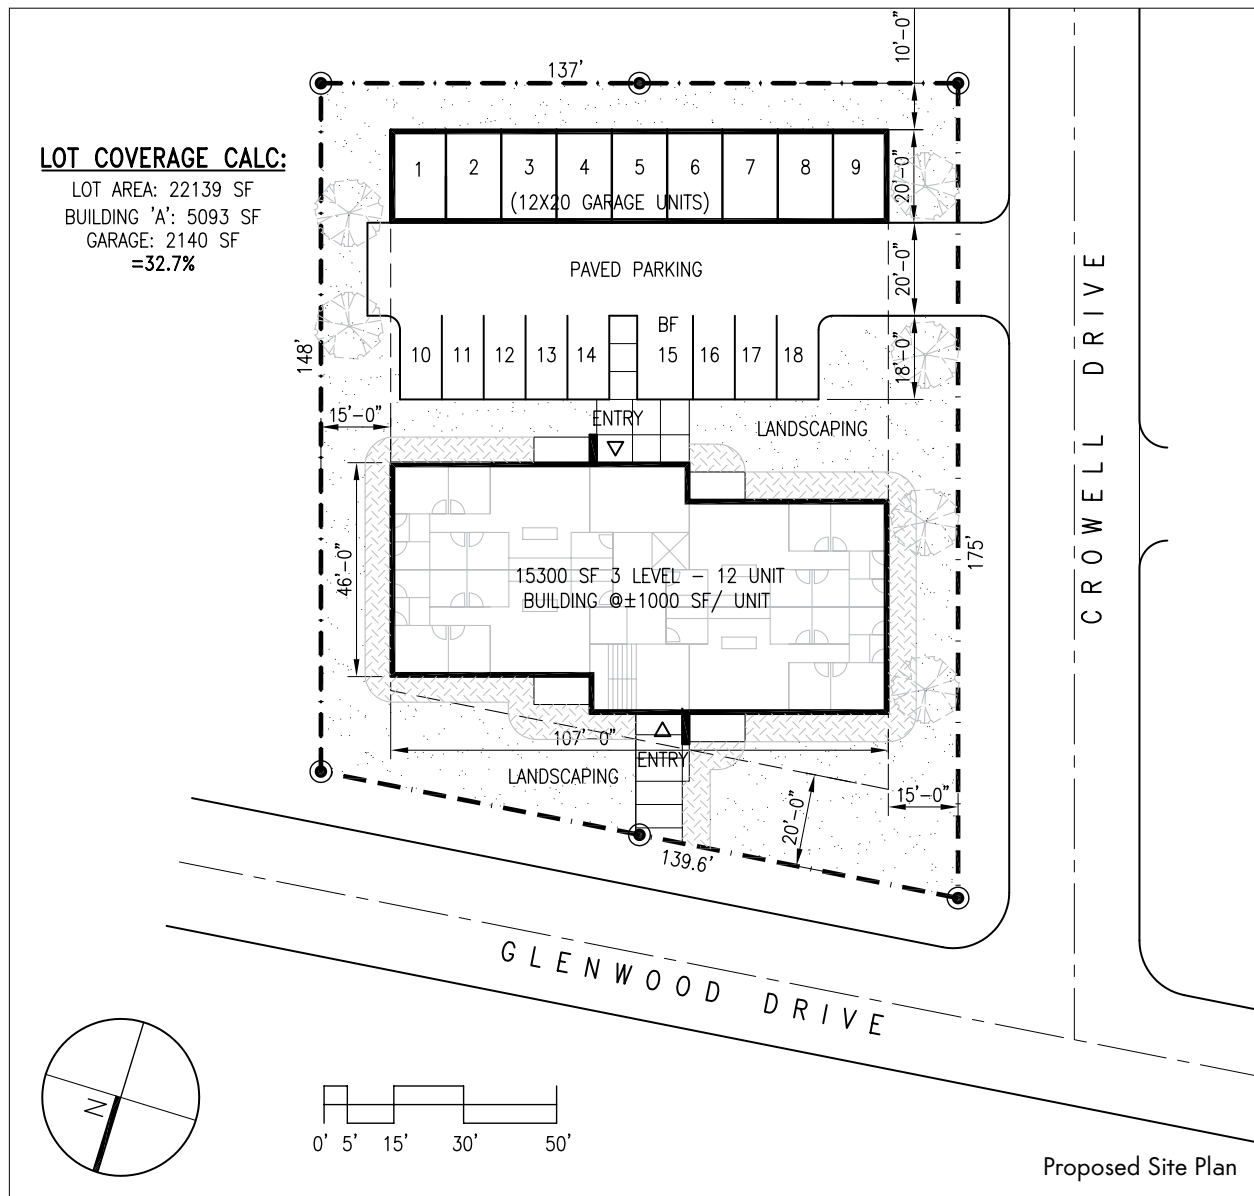 137'
10'-0"
LOT COVERAGE CALC:
LOT AREA: 22139 SF
BUILDING 'A': 5093 SF
GARAGE: 2140 SF
=32.7%
1 2 3 4 5 6 7 8 9
(12X20 GARAGE UNITS)
20'-0"
PAVED PARKING
20'-0"
BF
10 11 12 13 14 15 16 17 18
18'-0"
148'
15'-0"
ENTRY
LANDSCAPING
CROWELL DRIVE
46'-0"
175'
15300 SF 3 LEVEL - 12 UNIT
BUILDING @±1000 SF/ UNIT
107'-0"
ENTRY
LANDSCAPING
20'-0"
15'-0"
139.6'
GLENWOOD DRIVE
N
0' 5' 15' 30' 50'
Proposed Site Plan